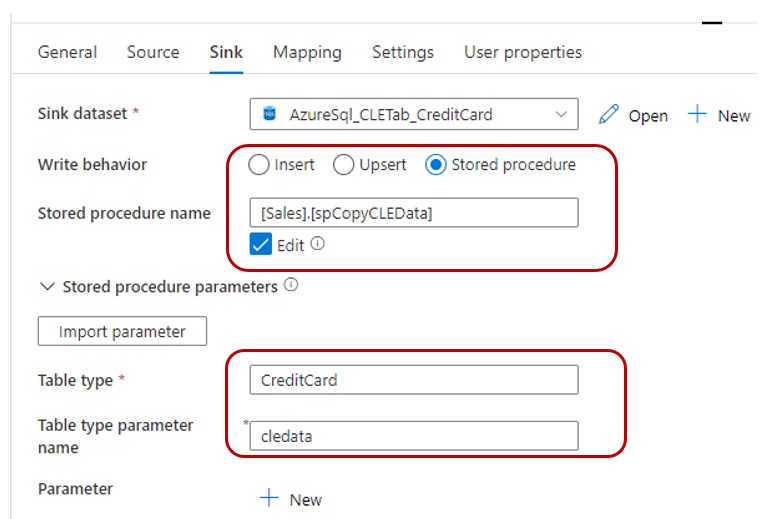 General Source Sink Mapping Settings User properties
Sink dataset * AzureSql_CLETab_CreditCard Open New
Write behavior Insert Upsert Stored procedure
Stored procedure name [Sales].[spCopyCLEData]
Edit
Stored procedure parameters
Import parameter
Table type * CreditCard
Table type parameter
name * cledata
Parameter New